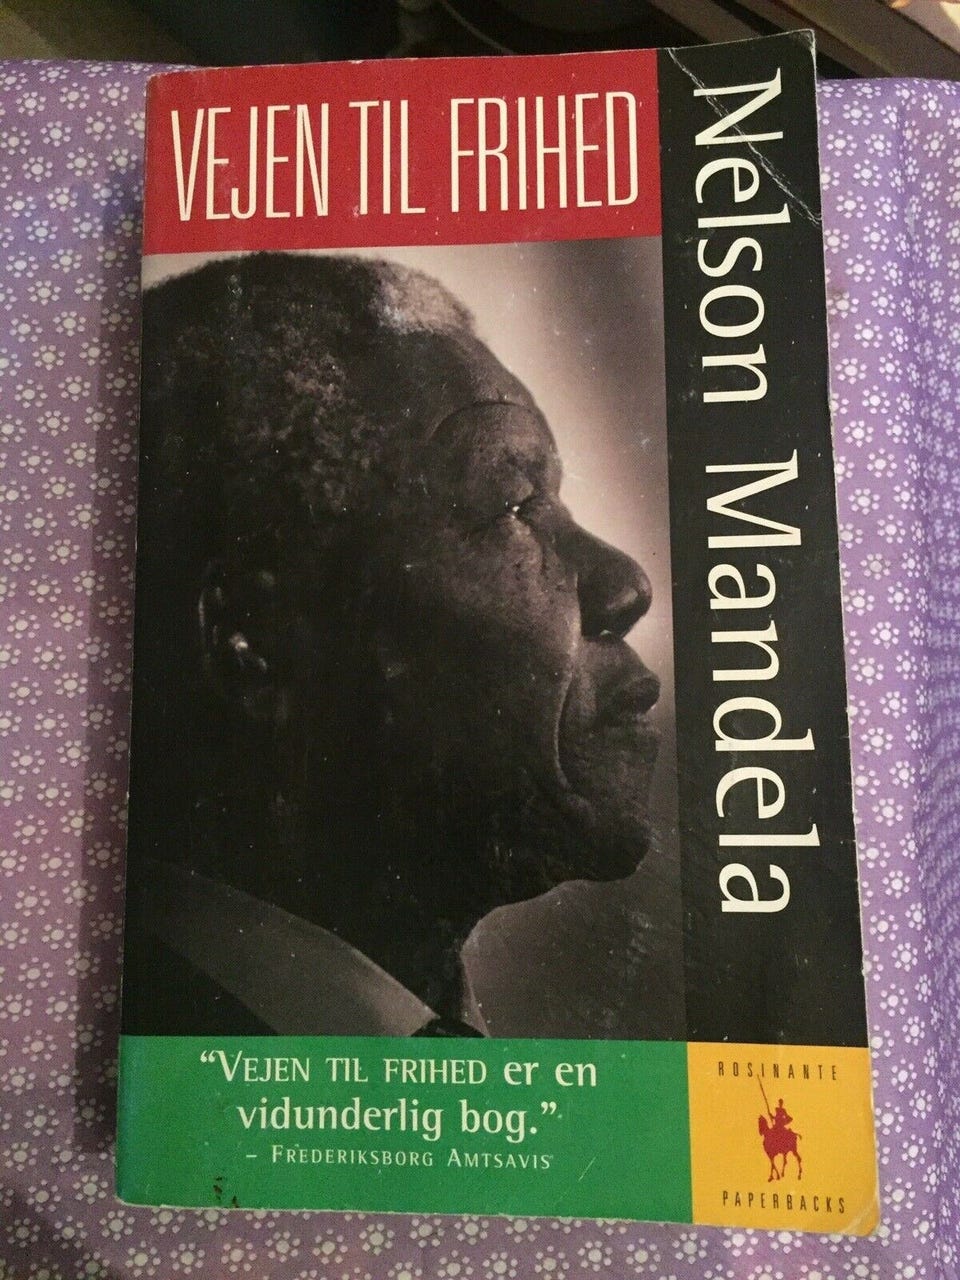 VEJEN TIL FRIHED
Nelson Mandela
“VEJEN TIL FRIHED er en
vidunderlig bog.”
– FREDERIKSBORG AMTSAVIS
ROSINANTE
PAPERBACKS